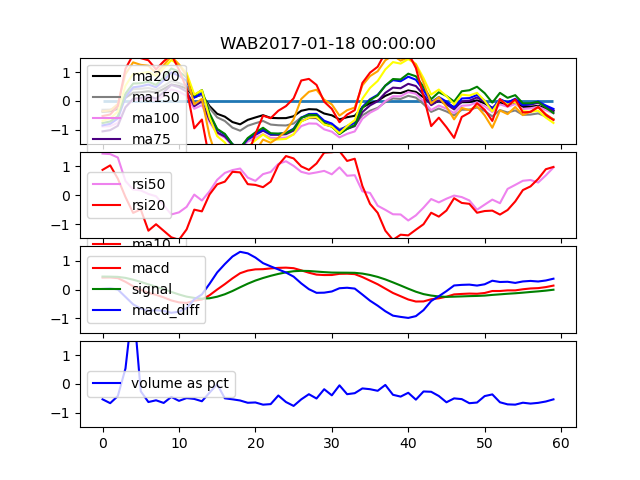 WAB2017-01-18 00:00:00
1
0
−1
ma200
ma150
ma100
ma75
1
0
−1
rsi50
rsi20
ma10
1
0
−1
macd
signal
macd_diff
1
0
−1
volume as pct
0 10 20 30 40 50 60